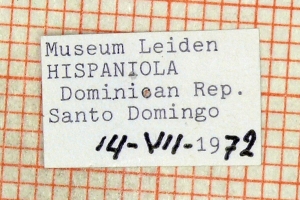 Museum Leiden
HISPANIOLA
Dominican Rep.
Santo Domingo
14-VII-1972